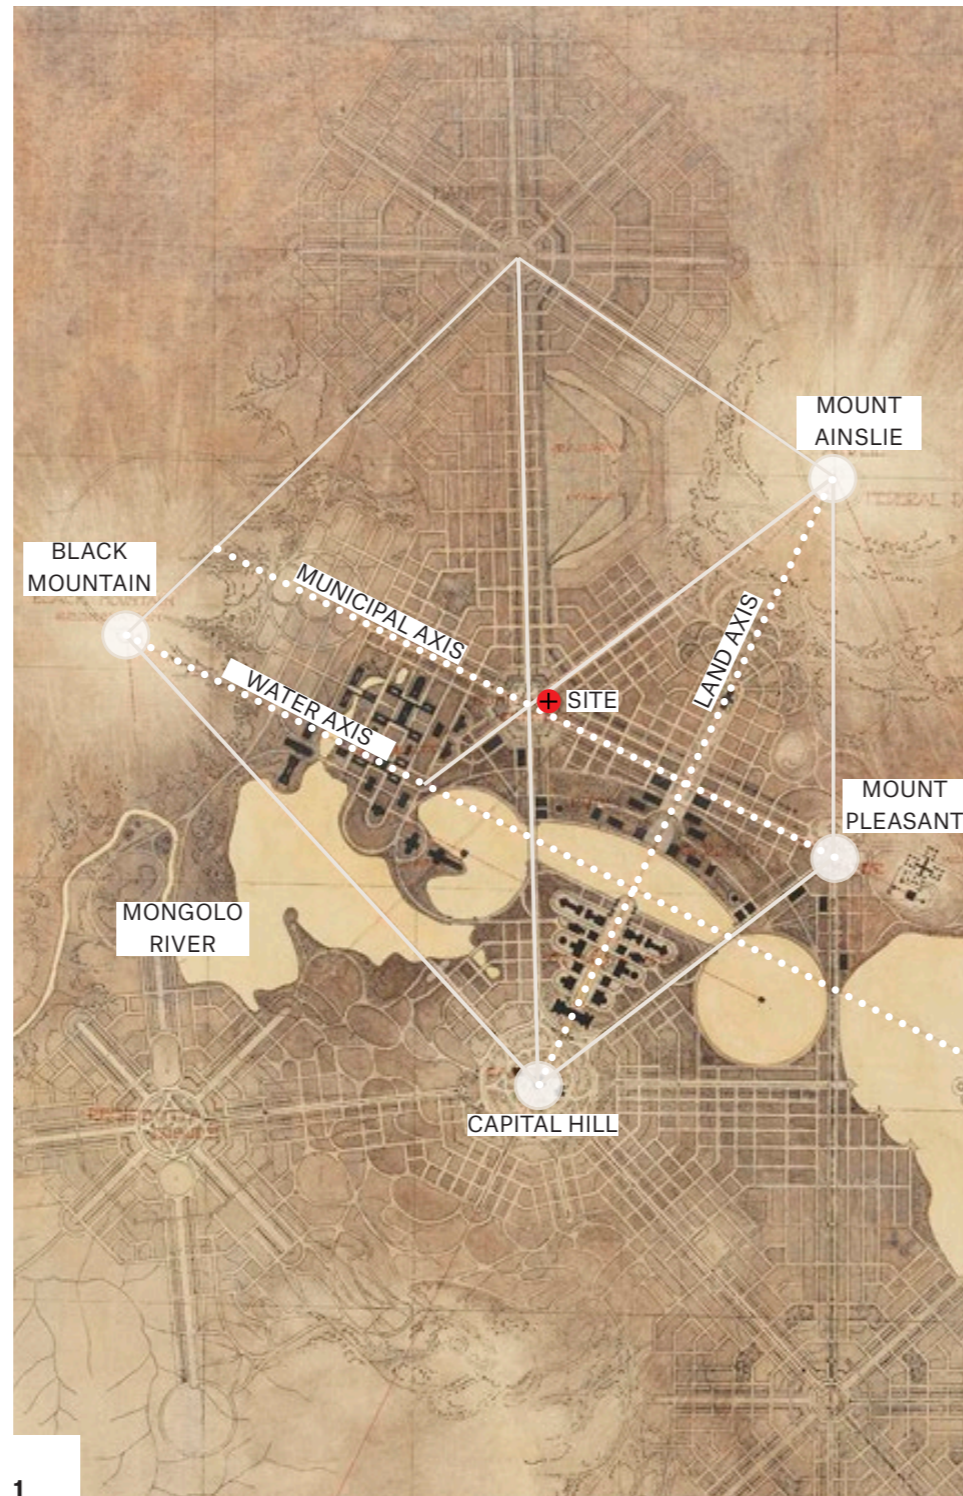 MOUNT
AINSLIE
BLACK
MOUNTAIN
MUNICIPAL AXIS
LAND AXIS
WATER AXIS
SITE
MOUNT
PLEASANT
MONGOLO
RIVER
CAPITAL HILL
1